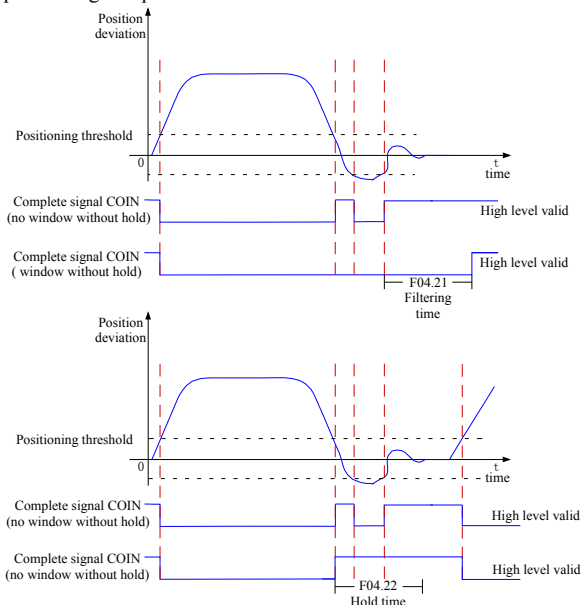 Position
deviation
Positioning threshold
0
t
time
Complete signal COIN
(no window without hold)
High level valid
Complete signal COIN
( window without hold)
High level valid
F04.21
Filtering
time
Position
deviation
Positioning threshold
0
t
time
Complete signal COIN
(no window without hold)
High level valid
Complete signal COIN
(no window without hold)
High level valid
F04.22
Hold time